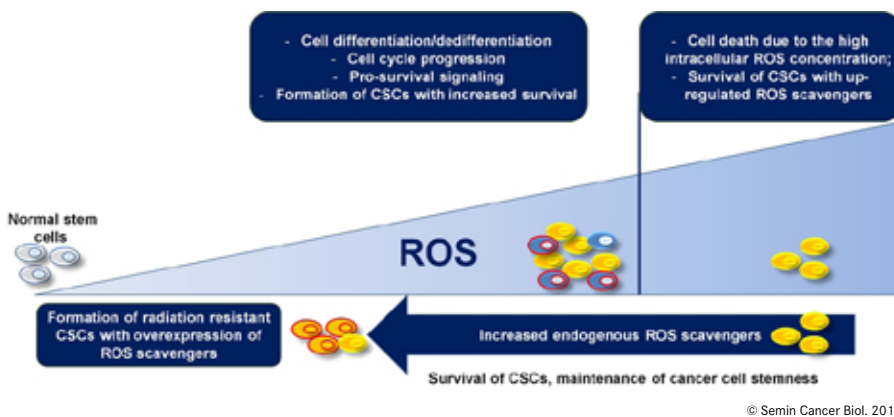 - Cell differentiation/dedifferentiation
- Cell cycle progression
- Pro-survival signaling
- Formation of CSCs with increased survival
- Cell death due to the high
intracellular ROS concentration;
- Survival of CSCs with up-
regulated ROS scavengers
Normal stem
cells
ROS
Formation of radiation resistant
CSCs with overexpression of
ROS scavengers
Increased endogenous ROS scavengers
Survival of CSCs, maintenance of cancer cell stemness
© Semin Cancer Biol. 201